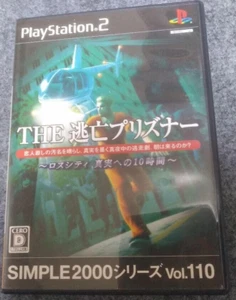 PlayStation.2
THE 逃亡プリズナー
～ロスシティ 真実への10時間～
CERO
D
SIMPLE2000シリーズ Vol.110